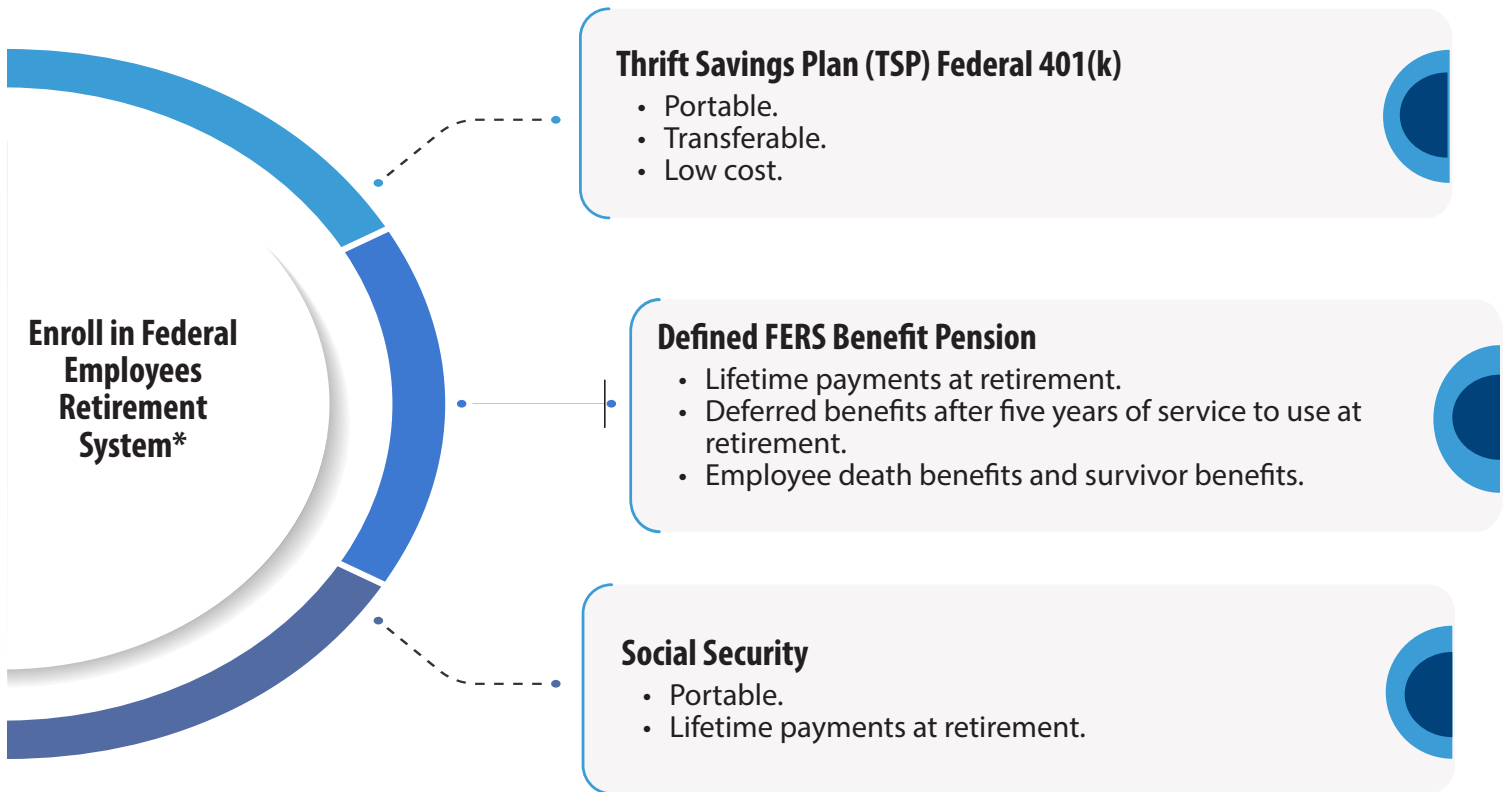 Enroll in Federal
Employees
Retirement
System*
Thrift Savings Plan (TSP) Federal 401(k)
• Portable.
• Transferable.
• Low cost.
Defined FERS Benefit Pension
• Lifetime payments at retirement.
• Deferred benefits after five years of service to use at
retirement.
• Employee death benefits and survivor benefits.
Social Security
• Portable.
• Lifetime payments at retirement.